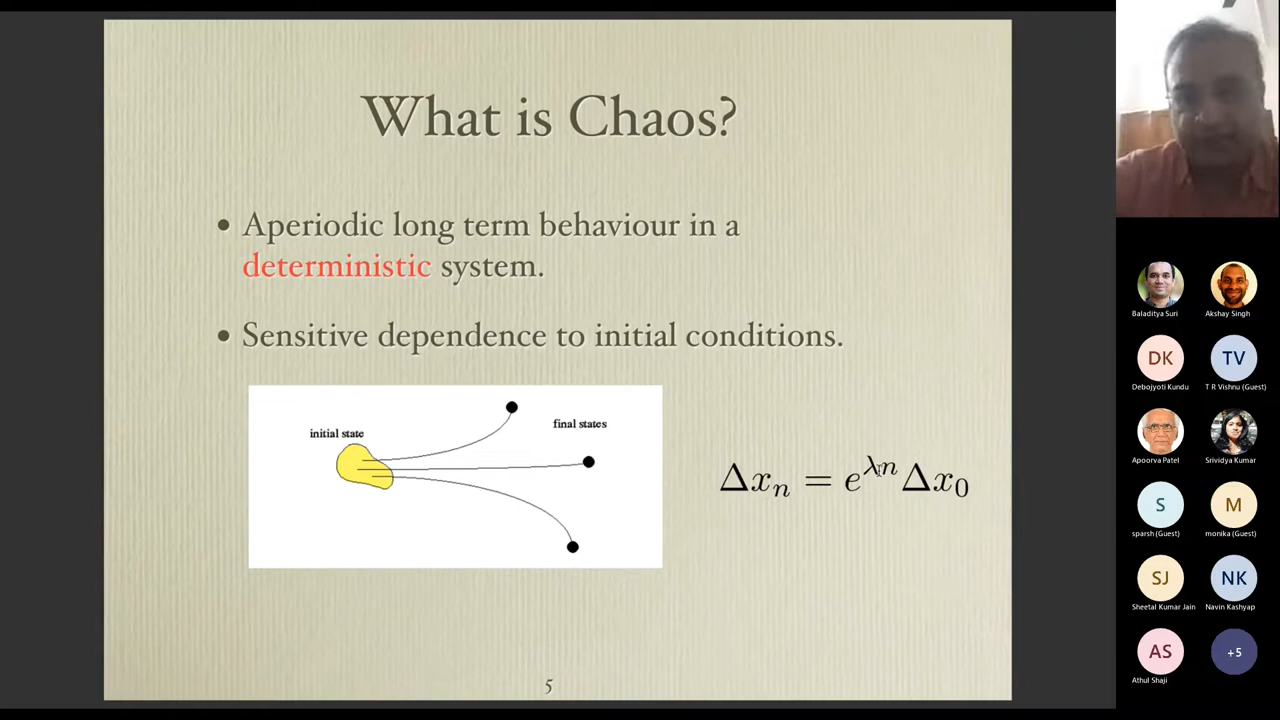 What is Chaos?
• Aperiodic long term behaviour in a
deterministic system.
• Sensitive dependence to initial conditions.
initial state
final states
Δxₙ = e^{λn}Δx₀
5
Baladitya Suri
Akshay Singh
DK
TV
Debojyoti Kundu
T R Vishnu (Guest)
Apoorva Patel
Srividya Kumar
S
M
sparsh (Guest)
monika (Guest)
SJ
NK
Sheetal Kumar Jain
Navin Kashyap
AS
+5
Athul Shaji